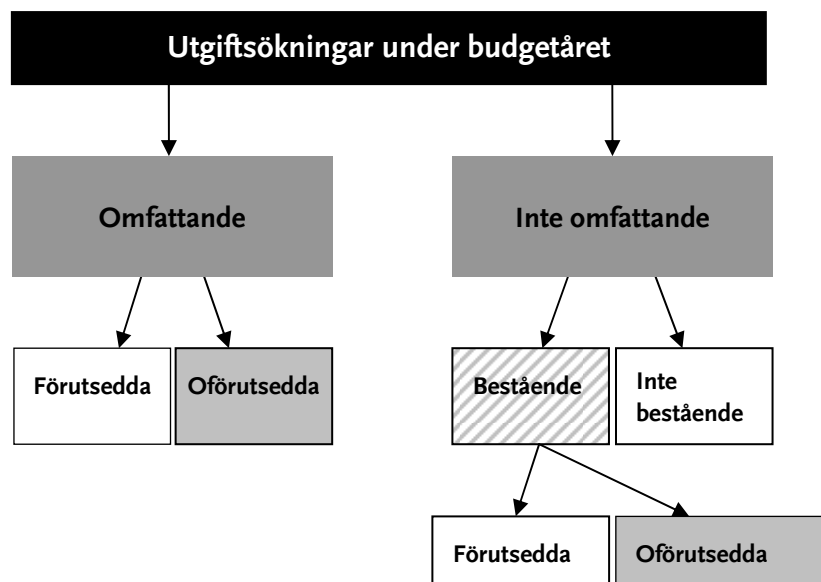 Utgiftsökningar under budgetåret
Omfattande
Inte omfattande
Förutsedda
Oförutsedda
Bestående
Inte
bestående
Förutsedda
Oförutsedda